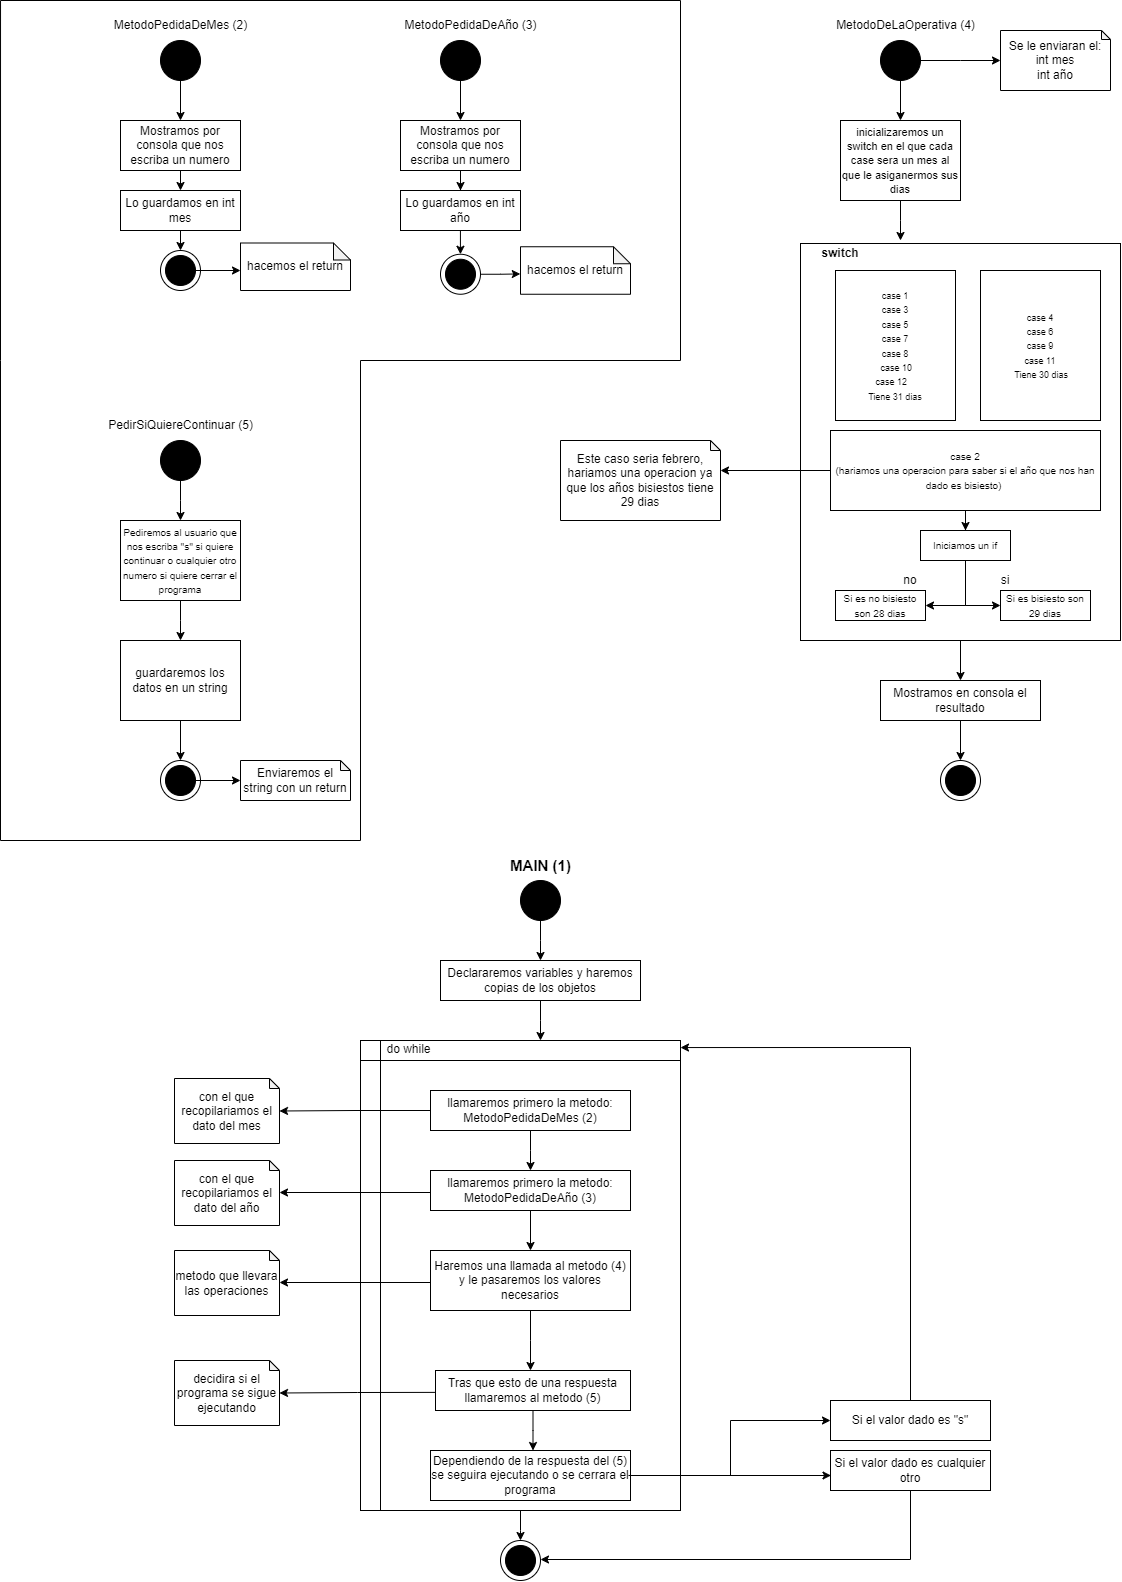 MetodoPedidaDeMes (2)
Mostramos por
consola que nos
escriba un numero
Lo guardamos en int
mes
hacemos el return
MetodoPedidaDeAño (3)
Mostramos por
consola que nos
escriba un numero
Lo guardamos en int
año
hacemos el return
MetodoDeLaOperativa (4)
Se le enviaran el:
int mes
int año
inicializaremos un
switch en el que cada
case sera un mes al
que le asiganermos sus
dias
switch
case 1
case 3
case 5
case 7
case 8
case 10
case 12
Tiene 31 dias
case 4
case 6
case 9
case 11
Tiene 30 dias
case 2
(hariamos una operacion para saber si el año que nos han
dado es bisiesto)
Este caso seria febrero,
hariamos una operacion ya
que los años bisiestos tiene
29 dias
Iniciamos un if
no
si
Si es no bisiesto
son 28 dias
Si es bisiesto son
29 dias
Mostramos en consola el
resultado
PedirSiQuiereContinuar (5)
Pediremos al usuario que
nos escriba "s" si quiere
continuar o cualquier otro
numero si quiere cerrar el
programa
guardaremos los
datos en un string
Enviaremos el
string con un return
MAIN (1)
Declararemos variables y haremos
copias de los objetos
do while
llamaremos primero la metodo:
MetodoPedidaDeMes (2)
con el que
recopilariamos el
dato del mes
llamaremos primero la metodo:
MetodoPedidaDeAño (3)
con el que
recopilariamos el
dato del año
Haremos una llamada al metodo (4)
y le pasaremos los valores
necesarios
metodo que llevara
las operaciones
Tras que esto de una respuesta
llamaremos al metodo (5)
decidira si el
programa se sigue
ejecutando
Dependiendo de la respuesta del (5)
se seguira ejecutando o se cerrara el
programa
Si el valor dado es "s"
Si el valor dado es cualquier
otro